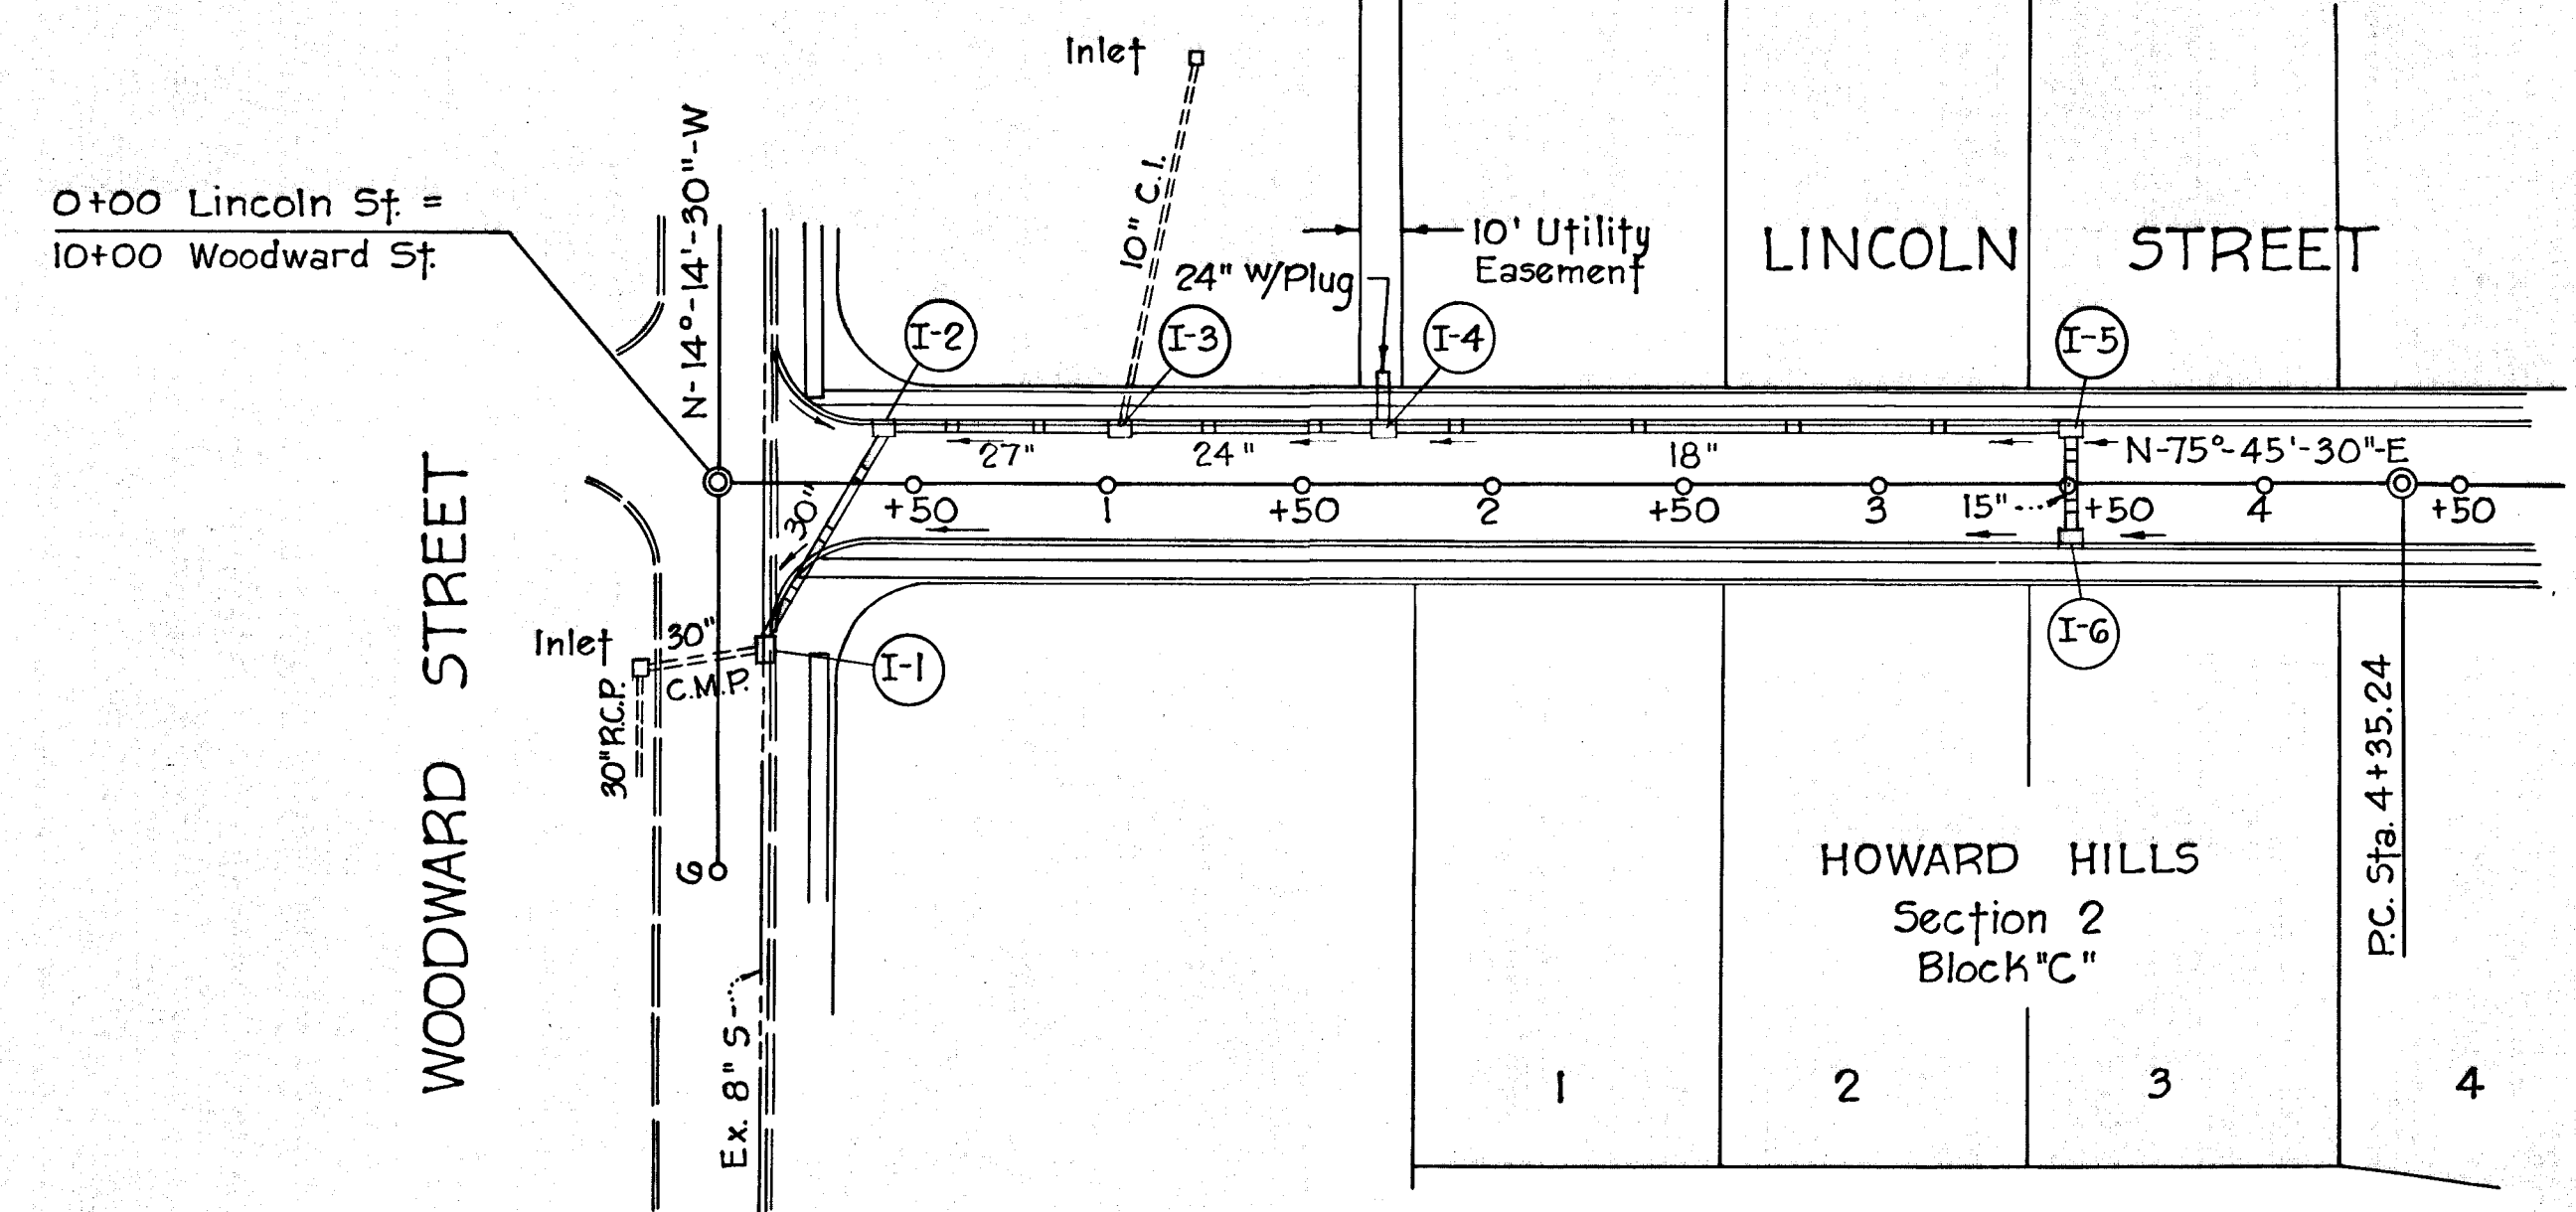 Inlet
0+00 Lincoln St. =
10+00 Woodward St.
N-14°-14'-30"-W
10" C.I.
10' Utility
Easement
24" W/Plug
LINCOLN STREET
I-2
I-3
I-4
I-5
27"
24"
18"
N-75°-45'-30"-E
30"
+50
1
+50
2
+50
3
15"
+50
4
+50
WOODWARD STREET
Inlet
30"
C.M.P.
I-1
I-6
30" R.C.P.
9
P.C. Sta. 4+35.24
HOWARD HILLS
Section 2
Block "C"
Ex. 8" S
1
2
3
4